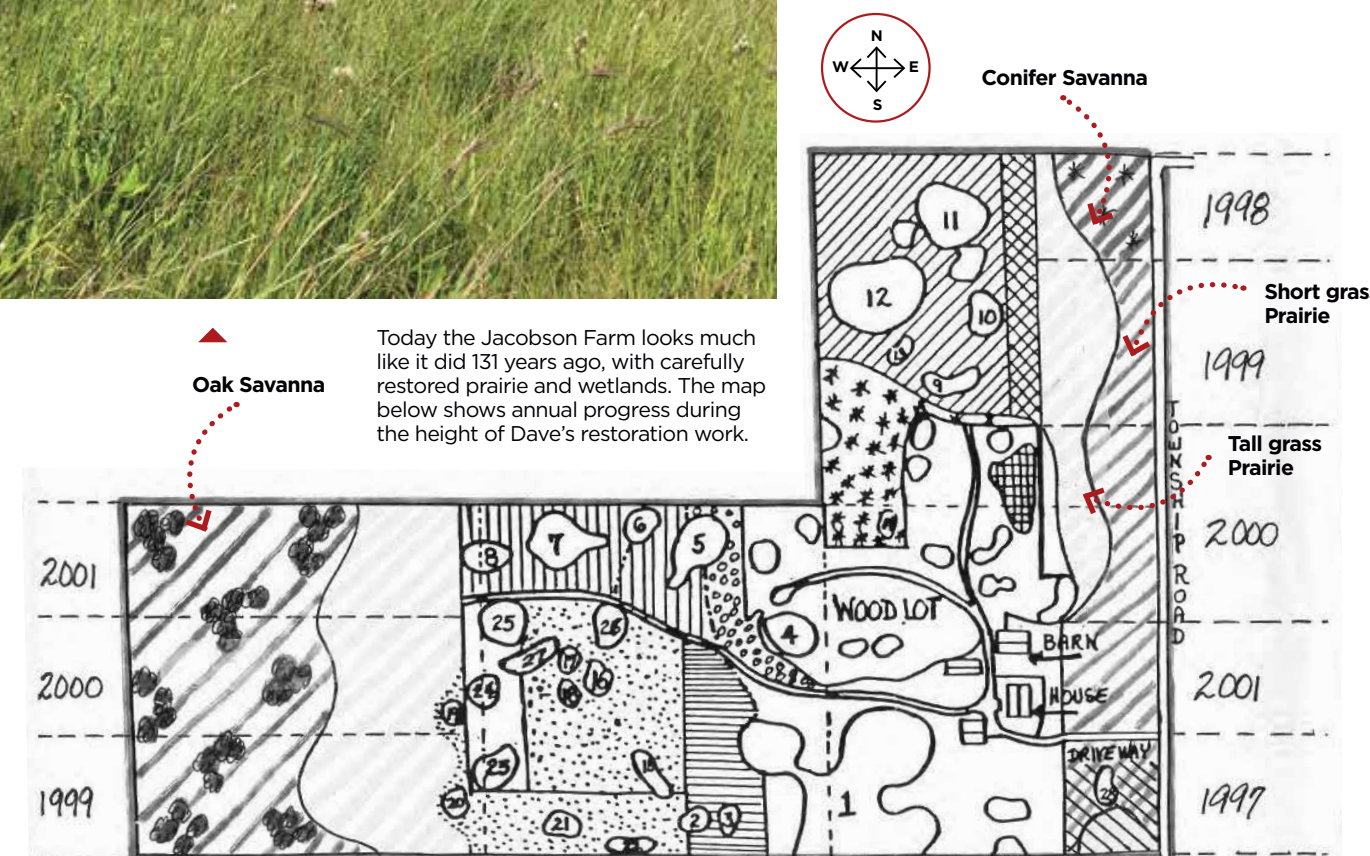 N
W E
S
Conifer Savanna
Short gras
Prairie
Tall grass
Prairie
Oak Savanna
Today the Jacobson Farm looks much
like it did 131 years ago, with carefully
restored prairie and wetlands. The map
below shows annual progress during
the height of Dave's restoration work.
1998
1999
2000
2001
1997
TOWNSHIP ROAD
2001
2000
1999
11
12
10
9
8
7
6
5
4
WOOD LOT
BARN
HOUSE
DRIVEWAY
28
25
26
27
17
16
18
24
19
23
20
21
2
3
1